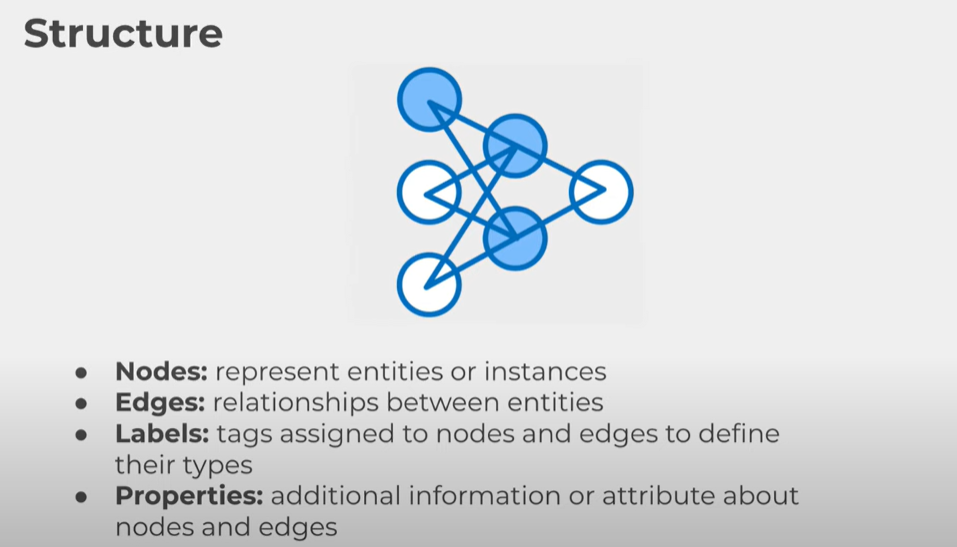 Structure
● Nodes: represent entities or instances
● Edges: relationships between entities
● Labels: tags assigned to nodes and edges to define
their types
● Properties: additional information or attribute about
nodes and edges